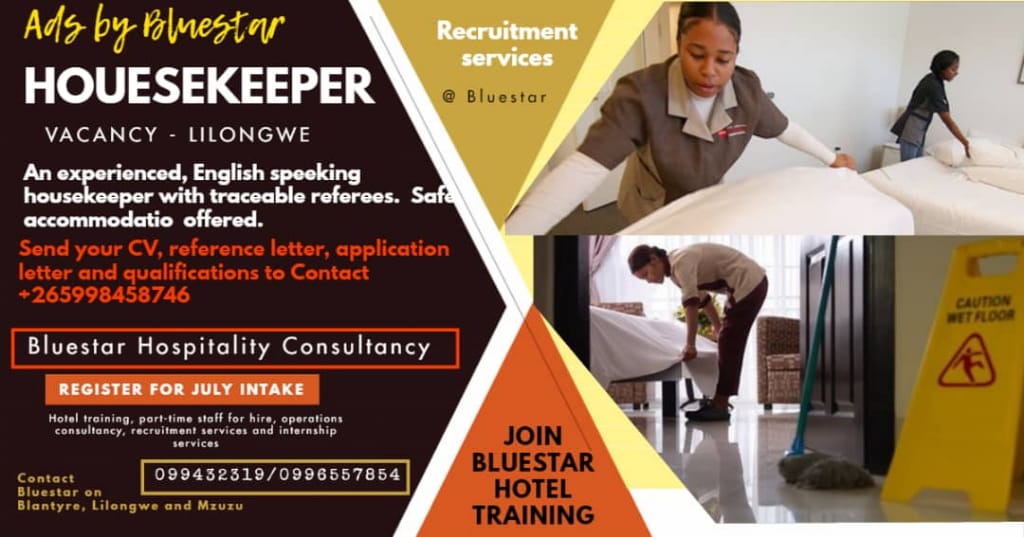 Ads by Bluestar
HOUESEKEEPER
VACANCY - LILONGWE
An experienced, English speeking
housekeeper with traceable referees. Safe
accommodatio offered.
Send your CV, reference letter, application
letter and qualifications to Contact
+265998458746
Bluestar Hospitality Consultancy
REGISTER FOR JULY INTAKE
Hotel training, part-time staff for hire, operations
consultancy, recruitment services and internship
services
Contact
Bluestar on
Blantyre, Lilongwe and Mzuzu
099432319/0996557854
Recruitment
services
@ Bluestar
JOIN
BLUESTAR
HOTEL
TRAINING
CAUTION
WET FLOOR